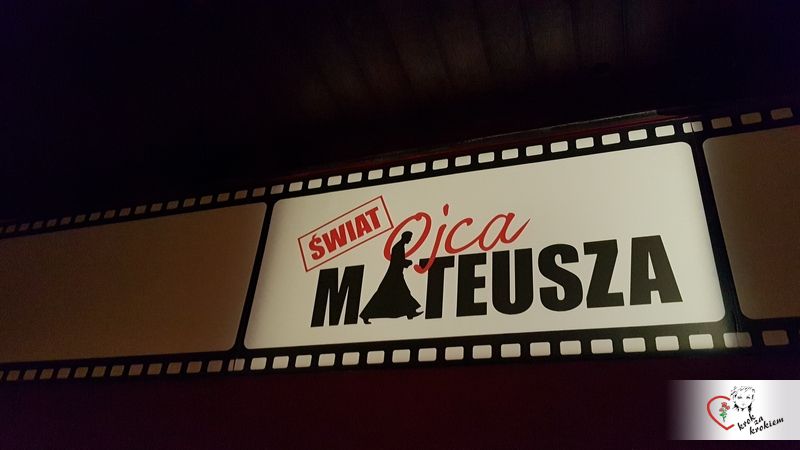 ŚWIAT
Ojca
MATEUSZA
krok
za
krokiem